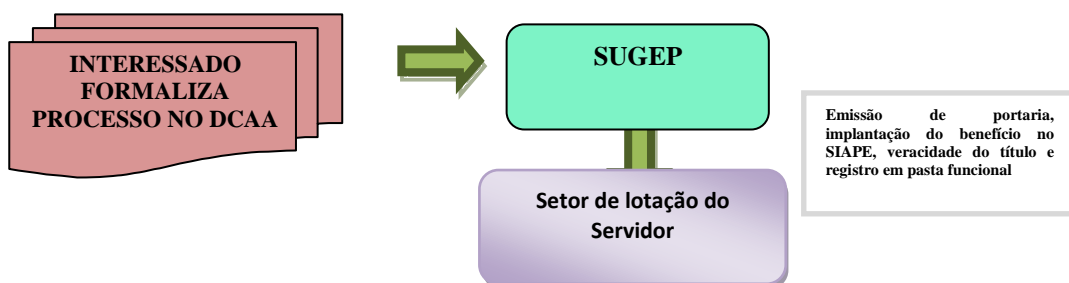 INTERESSADO
FORMALIZA
PROCESSO NO DCAA
SUGEP
Emissão de portaria,
implantação do benefício no
SIAPE, veracidade do título e
registro em pasta funcional
Setor de lotação do
Servidor